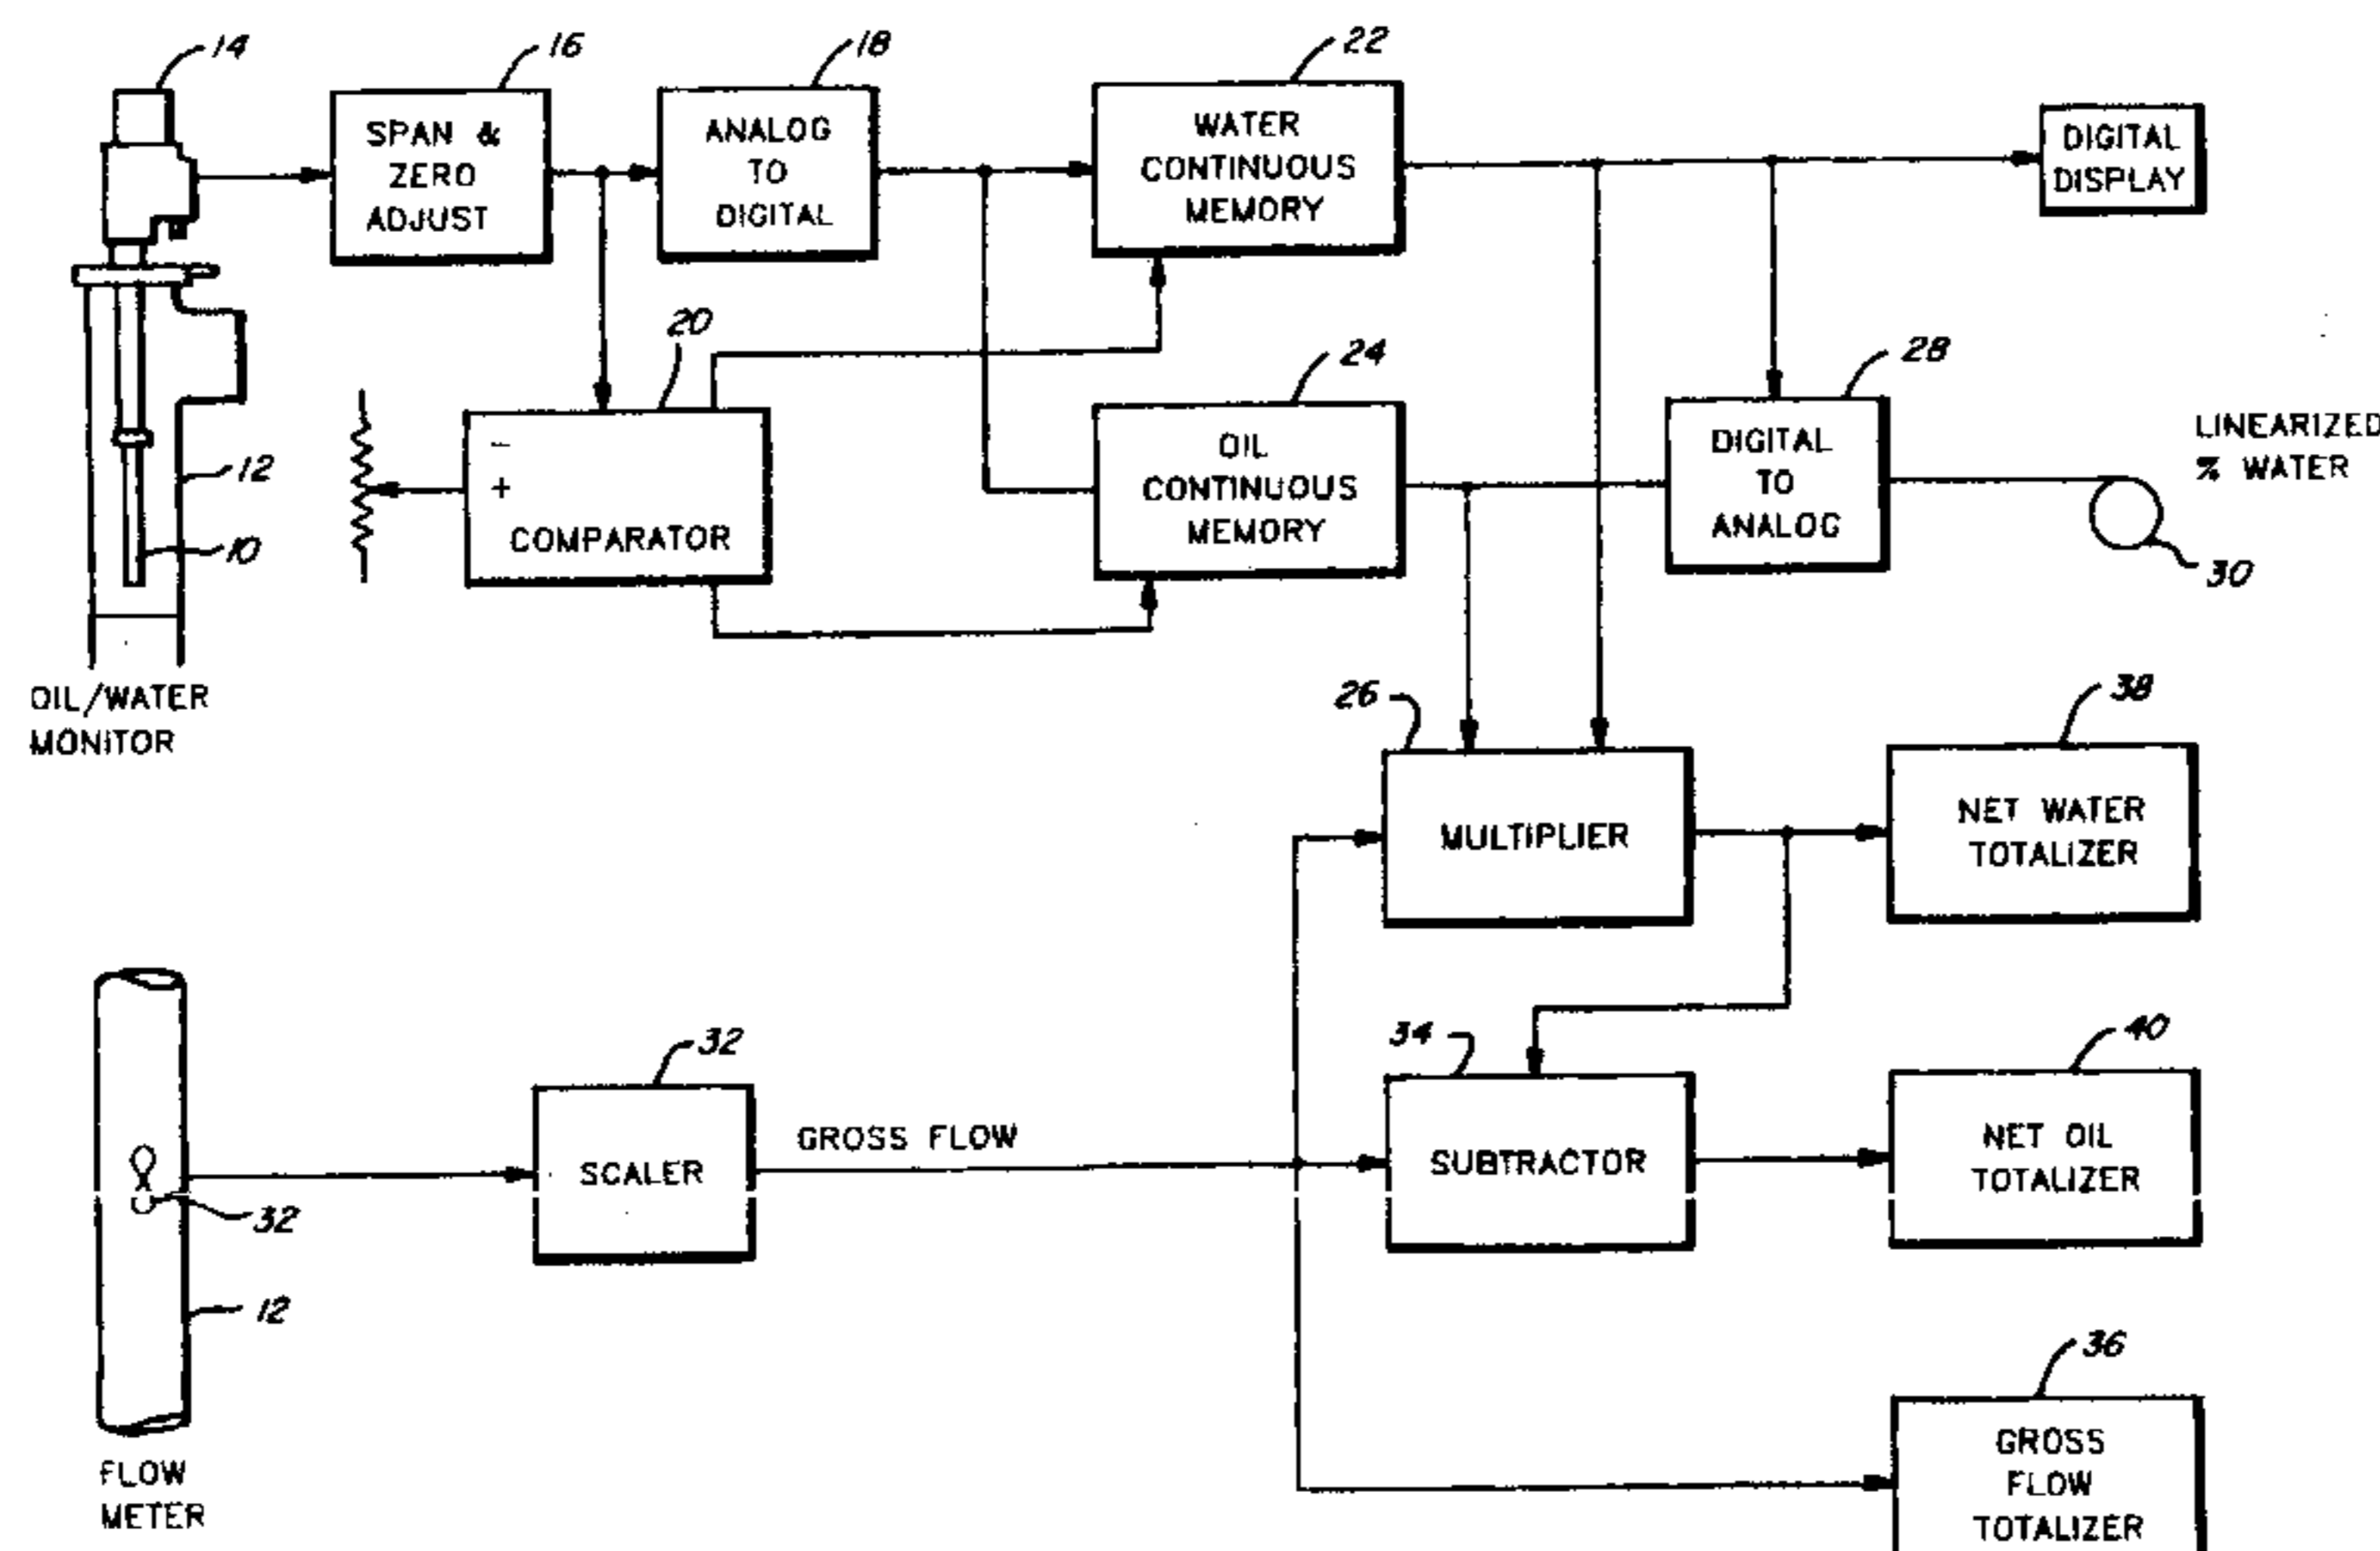 14
16
18
22
SPAN &
ZERO
ADJUST
ANALOG
TO
DIGITAL
WATER
CONTINUOUS
MEMORY
DIGITAL
DISPLAY
20
24
28
12
10
-
+
COMPARATOR
OIL
CONTINUOUS
MEMORY
DIGITAL
TO
ANALOG
LINEARIZED
% WATER
30
OIL/WATER
MONITOR
26
38
MULTIPLIER
NET WATER
TOTALIZER
32
34
40
32
SCALER
GROSS FLOW
SUBTRACTOR
NET OIL
TOTALIZER
12
36
FLOW
METER
GROSS
FLOW
TOTALIZER